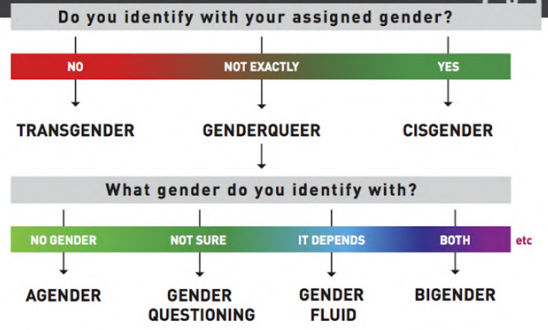 Do you identify with your assigned gender?
NO NOT EXACTLY YES
TRANSGENDER GENDERQUEER CISGENDER
What gender do you identify with?
NO GENDER NOT SURE IT DEPENDS BOTH etc
AGENDER GENDER GENDER BIGENDER
QUESTIONING FLUID